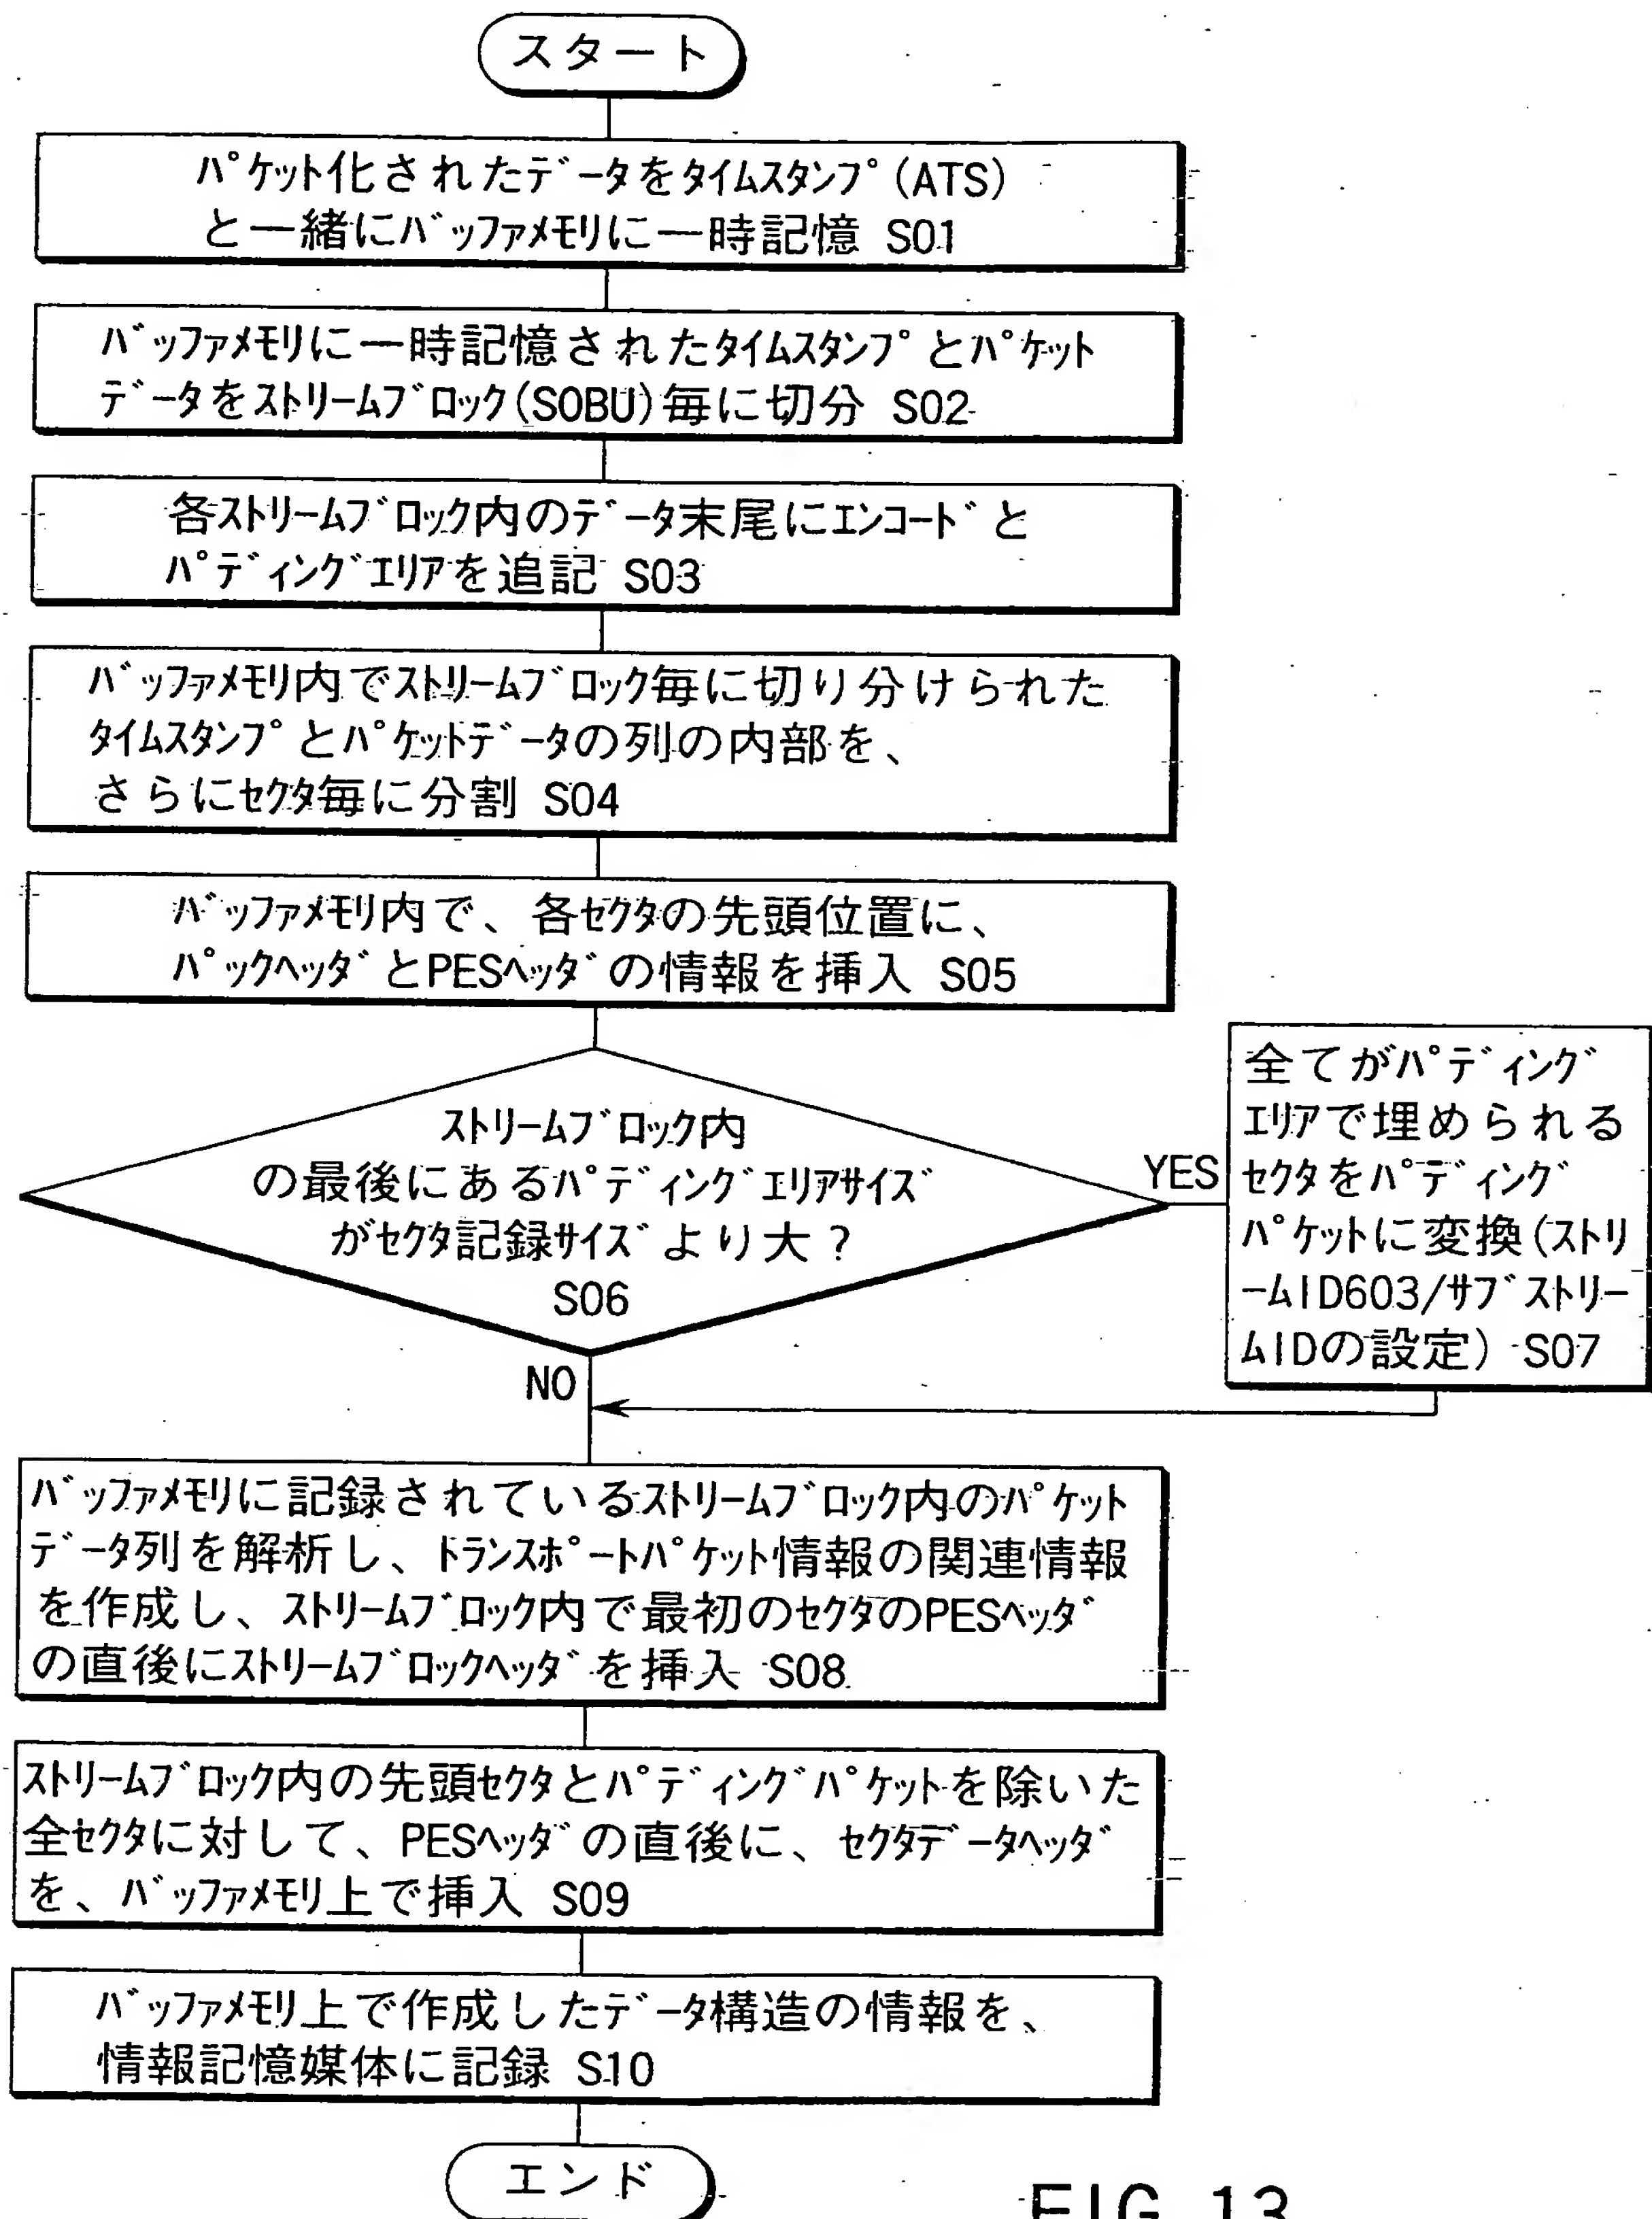 スタート
パケット化されたデータをタイムスタンプ(ATS)
と一緒にバッファメモリに一時記憶 S01
バッファメモリに一時記憶されたタイムスタンプとパケット
データをストリームブロック(SOBU)毎に切分 S02
各ストリームブロック内のデータ末尾にエンコードと
パディングエリアを追記 S03
バッファメモリ内でストリームブロック毎に切り分けられた
タイムスタンプとパケットデータの列の内部を、
さらにセクタ毎に分割 S04
バッファメモリ内で、各セクタの先頭位置に、
パックヘッダとPESヘッダの情報を挿入 S05
ストリームブロック内
の最後にあるパディングエリアサイズ
がセクタ記録サイズより大?
S06
YES
全てがパディング
エリアで埋められる
セクタをパディング
パケットに変換(ストリ
ームID603/サブストリー
ムIDの設定) S07
NO
バッファメモリに記録されているストリームブロック内のパケット
データ列を解析し、トランスポートパケット情報の関連情報
を作成し、ストリームブロック内で最初のセクタのPESヘッダ
の直後にストリームブロックヘッダを挿入 S08
ストリームブロック内の先頭セクタとパディングパケットを除いた
全セクタに対して、PESヘッダの直後に、セクタデータヘッダ
を、バッファメモリ上で挿入 S09
バッファメモリ上で作成したデータ構造の情報を、
情報記憶媒体に記録 S10
エンド
FIG. 13